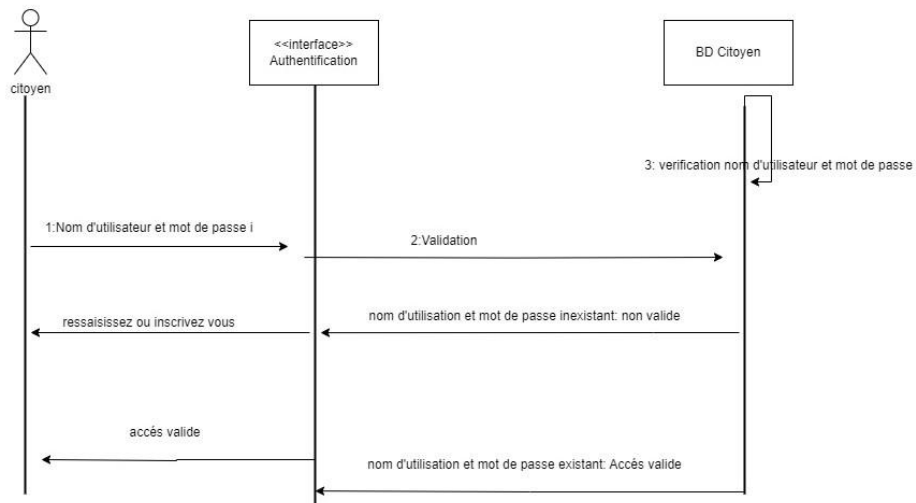 <<interface>>
Authentification
BD Citoyen
citoyen
3: verification nom d'utilisateur et mot de passe
1:Nom d'utilisateur et mot de passe i
2:Validation
nom d'utilisation et mot de passe inexistant: non valide
ressaisissez ou inscrivez vous
accés valide
nom d'utilisation et mot de passe existant: Accés valide